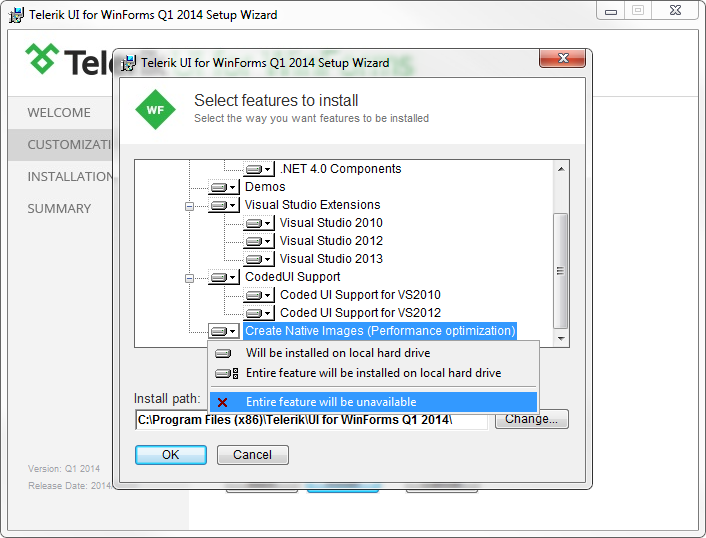 Telerik UI for WinForms Q1 2014 Setup Wizard
Telerik UI for WinForms
WELCOME
CUSTOMIZATI
INSTALLATION
SUMMARY
Version: Q1 2014
Release Date: 2014
Telerik UI for WinForms Q1 2014 Setup Wizard
WF
Select features to install
Select the way you want features to be installed
.NET 4.0 Components
Demos
Visual Studio Extensions
Visual Studio 2010
Visual Studio 2012
Visual Studio 2013
CodedUI Support
Coded UI Support for VS2010
Coded UI Support for VS2012
Create Native Images (Performance optimization)
Will be installed on local hard drive
Entire feature will be installed on local hard drive
Entire feature will be unavailable
Install path:
C:\Program Files (x86)\Telerik\UI for WinForms Q1 2014\
Change...
OK
Cancel